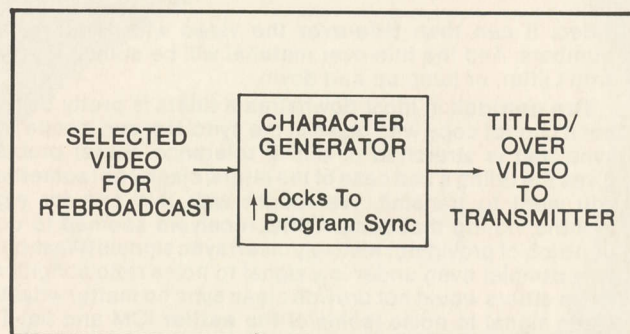 SELECTED
VIDEO
FOR
REBROADCAST
CHARACTER
GENERATOR
Locks To
Program Sync
TITLED/
OVER
VIDEO
TO
TRANSMITTER